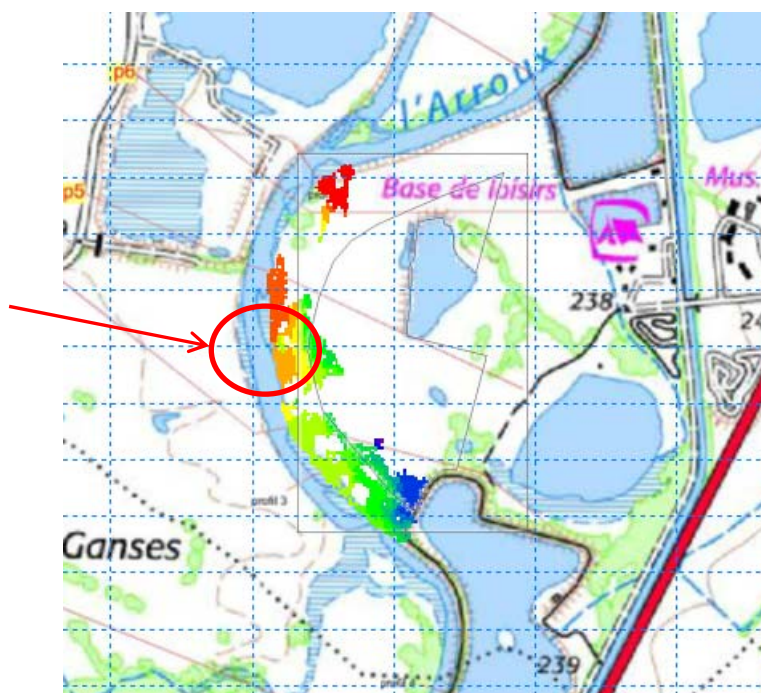 p6
l'Arroux
p5
Base de loisirs
Mus.
238
24
profil 3
Ganses
239